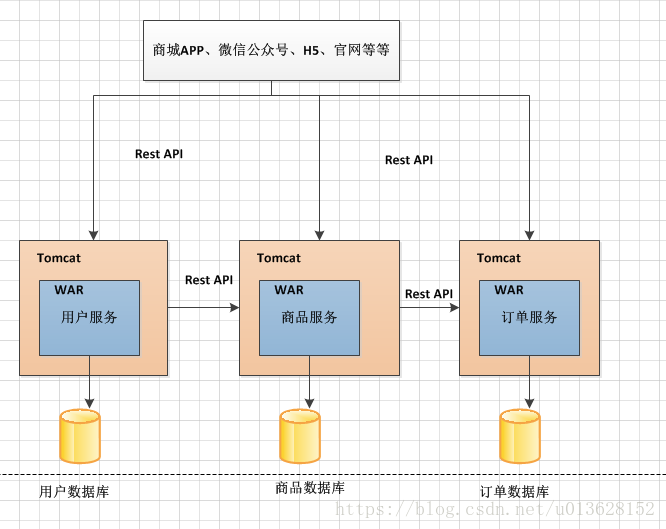 商城APP、微信公众号、H5、官网等等
Rest API
Rest API
Tomcat
WAR
用户服务
Rest API
Tomcat
WAR
商品服务
Rest API
Tomcat
WAR
订单服务
用户数据库
商品数据库
订单数据库
https://blog.csdn.net/u013628152